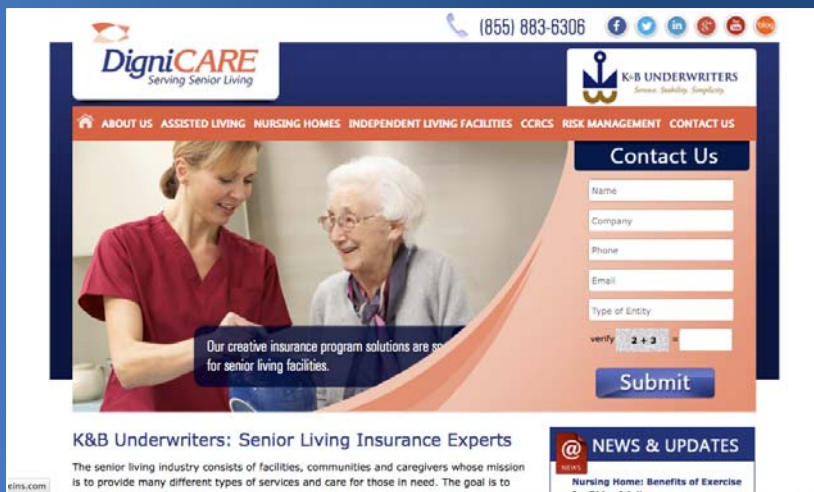 (855) 883-6306
DigniCARE
Serving Senior Living
K&B UNDERWRITERS
Service. Stability. Simplicity.
ABOUT US ASSISTED LIVING NURSING HOMES INDEPENDENT LIVING FACILITIES CCRCS RISK MANAGEMENT CONTACT US
Contact Us
Name
Company
Phone
Email
Type of Entity
verify 2 + 3 =
Submit
Our creative insurance program solutions are
for senior living facilities.
K&B Underwriters: Senior Living Insurance Experts
The senior living industry consists of facilities, communities and caregivers whose mission
is to provide many different types of services and care for those in need. The goal is to
NEWS
NEWS & UPDATES
Nursing Home: Benefits of Exercise
eins.com